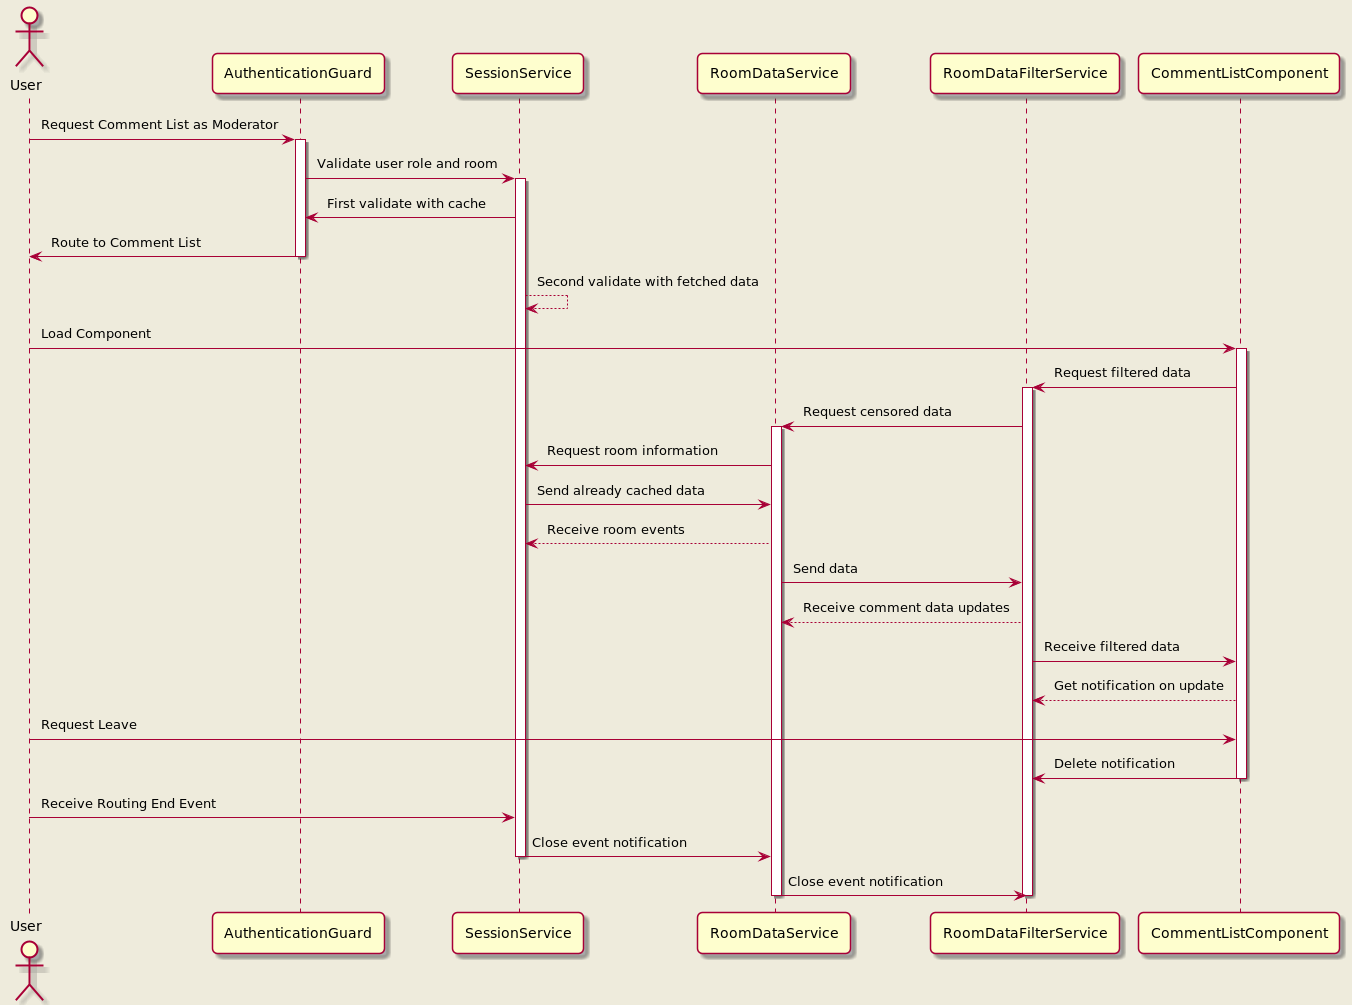 User
AuthenticationGuard
SessionService
RoomDataService
RoomDataFilterService
CommentListComponent
Request Comment List as Moderator
Validate user role and room
First validate with cache
Route to Comment List
Second validate with fetched data
Load Component
Request filtered data
Request censored data
Request room information
Send already cached data
Receive room events
Send data
Receive comment data updates
Receive filtered data
Get notification on update
Request Leave
Delete notification
Receive Routing End Event
Close event notification
Close event notification
User
AuthenticationGuard
SessionService
RoomDataService
RoomDataFilterService
CommentListComponent